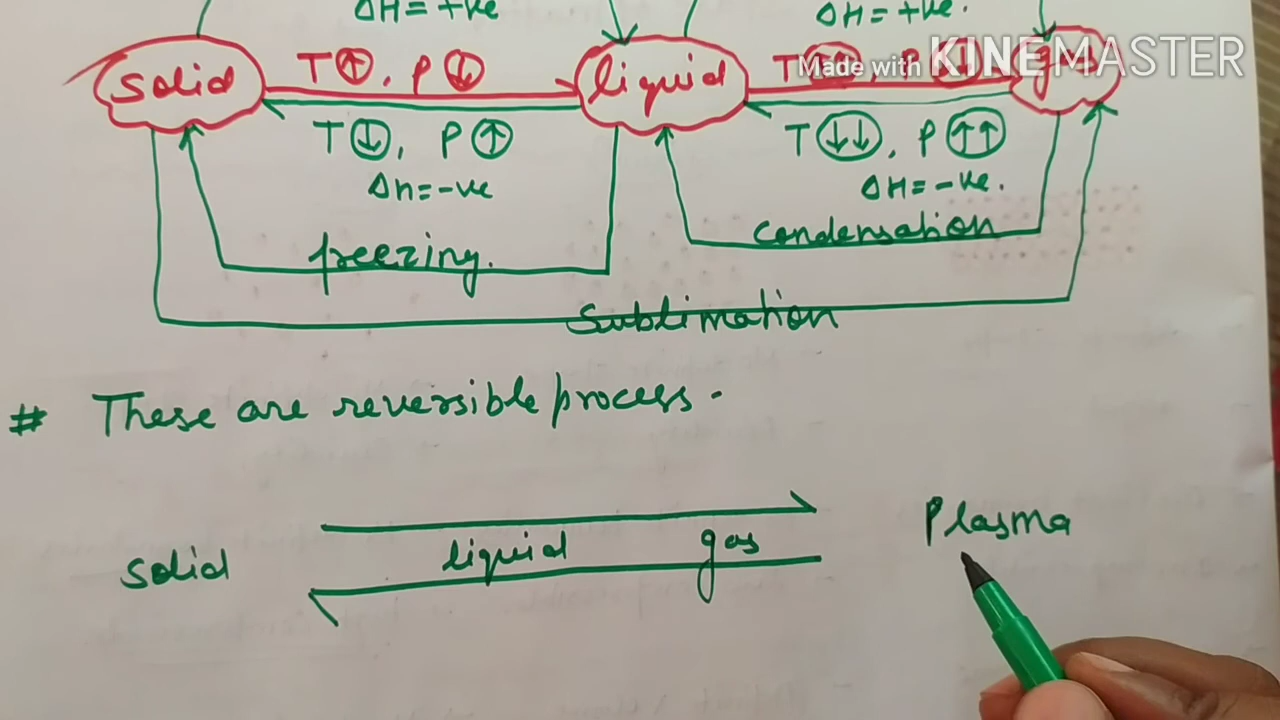 ΔH = +ve
ΔH = +ve.
Made with KINEMASTER
solid T↑, P↓ liquid
T↓, P↑
T↓↓, P↑↑
Δh = -ve
ΔH = -ve.
condensation
freezing.
Sublimation
# These are reversible process.
Plasma
solid liquid gas